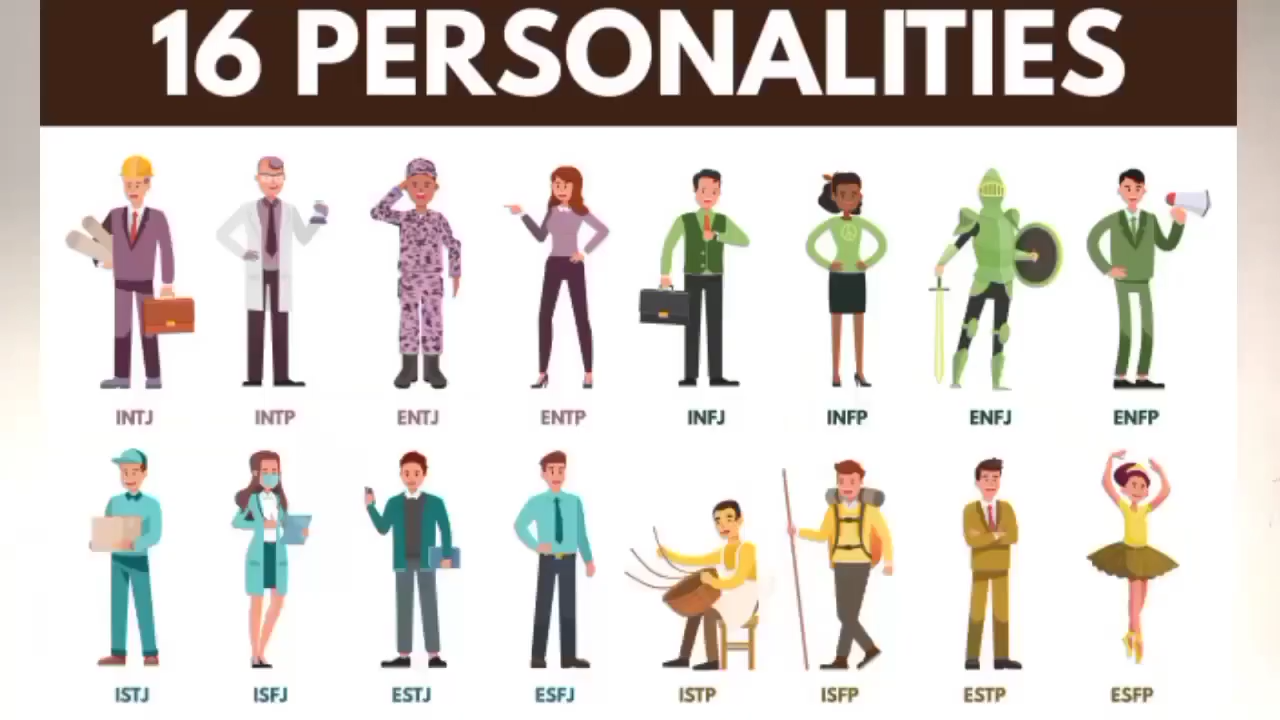 16 PERSONALITIES
INTJ INTP ENTJ ENTP INFJ INFP ENFJ ENFP
ISTJ ISFJ ESTJ ESFJ ISTP ISFP ESTP ESFP